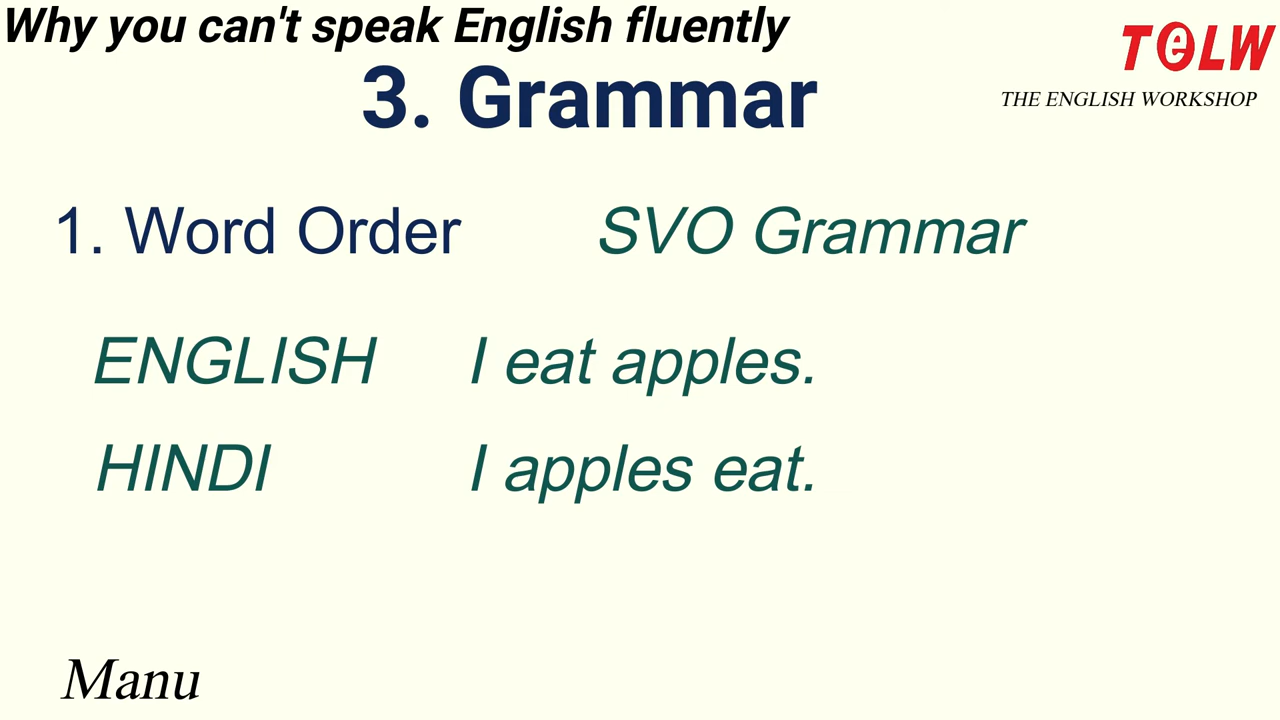 Why you can't speak English fluently
TeLW
3. Grammar
THE ENGLISH WORKSHOP
1. Word Order SVO Grammar
ENGLISH I eat apples.
HINDI I apples eat.
Manu